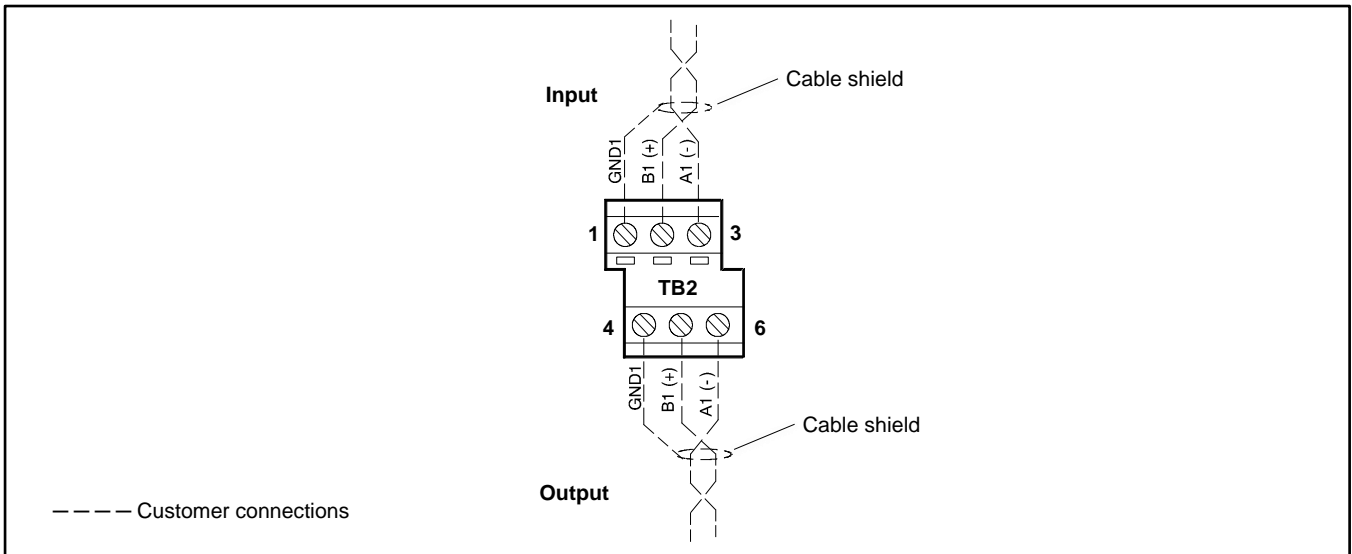 Cable shield
Input
GND1
B1 (+)
A1 (-)
1
3
TB2
4
6
GND1
B1 (+)
A1 (-)
Cable shield
Output
Customer connections